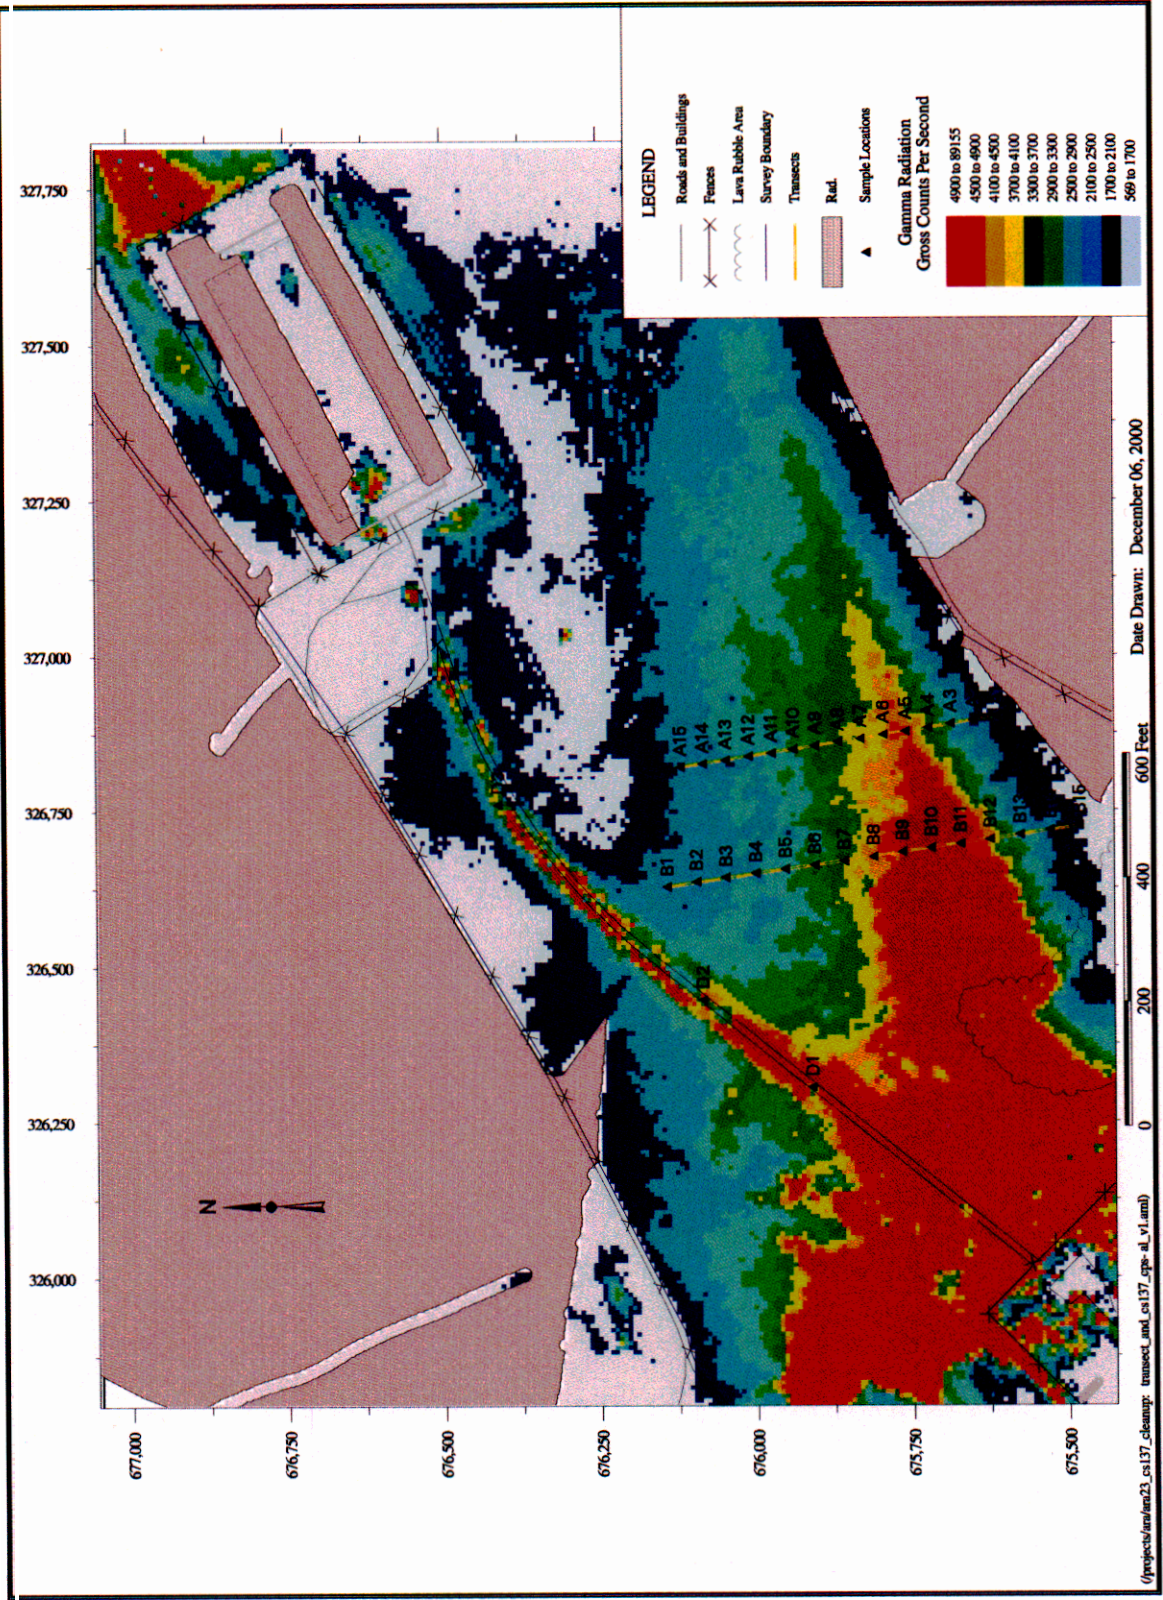 327,750
327,500
327,250
327,000
326,750
326,500
326,250
326,000
677,000
676,750
676,500
676,250
676,000
675,750
675,500
N
LEGEND
Roads and Buildings
Fences
Lava Rubble Area
Survey Boundary
Transects
Rad.
Sample Locations
Gamma Radiation
Gross Counts Per Second
4900 to 89155
4500 to 4900
4100 to 4500
3700 to 4100
3300 to 3700
2900 to 3300
2500 to 2900
2100 to 2500
1700 to 2100
569 to 1700
A15
A14
A13
A12
A11
A10
A9
A8
A7
A6
A5
A4
A3
B1
B2
B3
B4
B5
B6
B7
B8
B9
B10
B11
B12
B13
D2
D1
0 200 400 600 Feet
Date Drawn: December 06, 2000
(/projects/ara/ara23_cs137_cleanup: transect_and_cs137_cps-al_v1.aml)